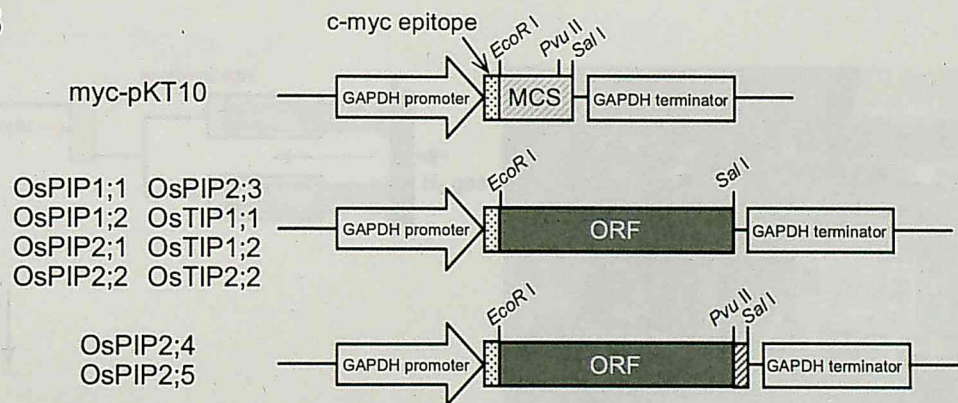 B
c-myc epitope
EcoR I
Pvu II
Sal I
myc-pKT10
GAPDH promoter
MCS
GAPDH terminator
EcoR I
Sal I
OsPIP1;1 OsPIP2;3
OsPIP1;2 OsTIP1;1
OsPIP2;1 OsTIP1;2
OsPIP2;2 OsTIP2;2
GAPDH promoter
ORF
GAPDH terminator
EcoR I
Pvu II
Sal I
OsPIP2;4
OsPIP2;5
GAPDH promoter
ORF
GAPDH terminator